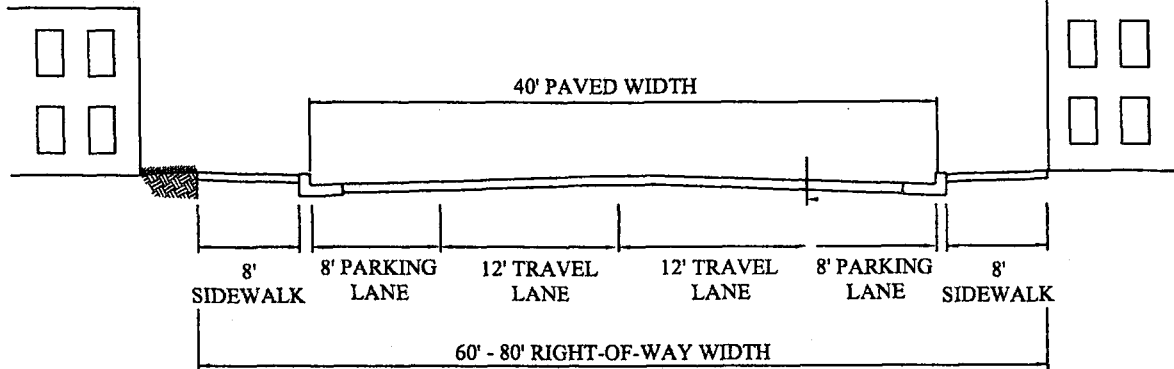 40' PAVED WIDTH
8'
SIDEWALK
8' PARKING
LANE
12' TRAVEL
LANE
12' TRAVEL
LANE
8' PARKING
LANE
8'
SIDEWALK
60' - 80' RIGHT-OF-WAY WIDTH